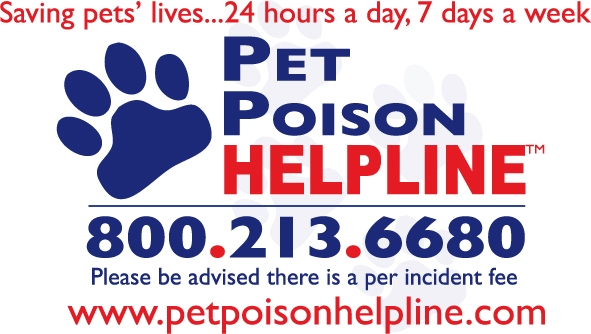 Saving pets' lives...24 hours a day, 7 days a week
PET
POISON
HELPLINE™
800.213.6680
Please be advised there is a per incident fee
www.petpoisonhelpline.com